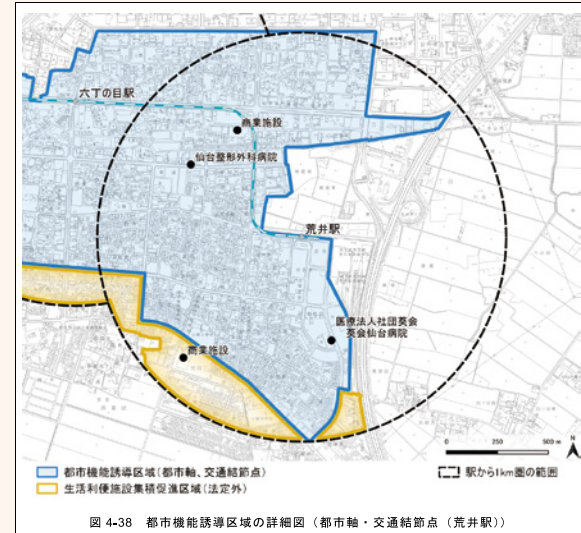 六丁の目駅
商業施設
仙台整形外科病院
荒井駅
医療法人社団葵会
葵会仙台病院
商業施設
0 250 500 m
N
都市機能誘導区域(都市軸、交通結節点)
駅から1km圏の範囲
生活利便施設集積促進区域(法定外)
図 4-38 都市機能誘導区域の詳細図(都市軸・交通結節点(荒井駅))